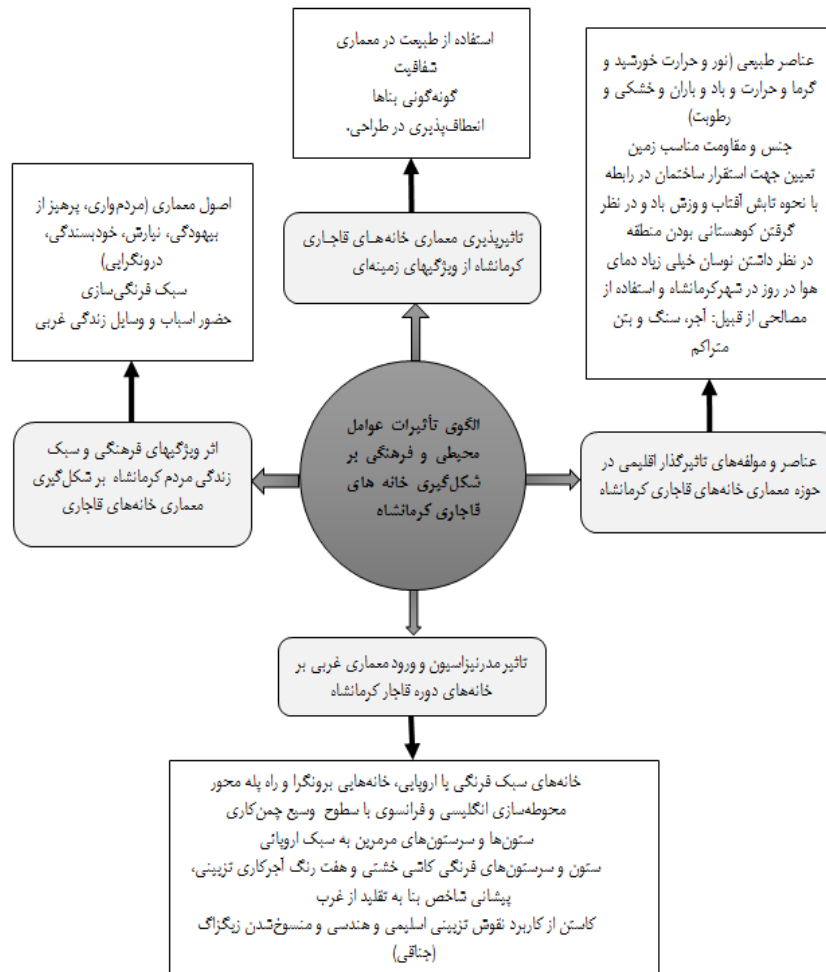 استفاده از طبیعت در معماری
شفافیت
گونه‌گونی بناها
انعطاف‌پذیری در طراحی.
تاثیرپذیری معماری خانه‌هـای قاجـاری
کرمانشاه از ویژگیهای زمینه‌ای
عناصر طبیعی (نور و حرارت خورشید و
گرما و حرارت و باد و باران و خشکی و
رطوبت)
جنس و مقاومت مناسب زمین
تعیین جهت استقرار ساختمان در رابطه
با نحوه تابش آفتاب و وزش باد و در نظر
گرفتن کوهستانی بودن منطقه
در نظر داشتن نوسان خیلی زیاد دمای
هوا در روز در شهرکرمانشاه و استفاده از
مصالحی از قبیل: آجر، سنگ و بتن
متراکم
عناصر و مولفه‌های تاثیرگذار اقلیمی در
حوزه معماری خانه‌های قاجاری کرمانشاه
اصول معماری (مردم‌واری، پرهیز از
بیهودگی، نیارش، خودبسندگی،
درونگرایی)
سبک فرنگی‌سازی
حضور اسباب و وسایل زندگی غربی
اثر ویژگیهای فرهنگی و سبک
زندگی مردم کرمانشاه بر شکل‌گیری
معماری خانه‌های قاجاری
الگوی تأثیرات عوامل
محیطی و فرهنگی بر
شکل‌گیری خانه های
قاجاری کرمانشاه
تاثیر مدرنیزاسیون و ورود معماری غربی بر
خانه‌های دوره قاجار کرمانشاه
خانه‌های سبک فرنگی یا اروپایی، خانه‌هایی برونگرا و راه پله محور
محوطه‌سازی انگلیسی و فرانسوی با سطوح وسیع چمن‌کاری
ستون‌ها و سرستون‌های مرمرین به سبک اروپائی
ستون و سرستون‌های فرنگی کاشی خشتی و هفت رنگ آجرکاری تزیینی،
پیشانی شاخص بنا به تقلید از غرب
کاستن از کاربرد نقوش تزیینی اسلیمی و هندسی و منسوخ‌شدن زیگزاگ
(جناقی)